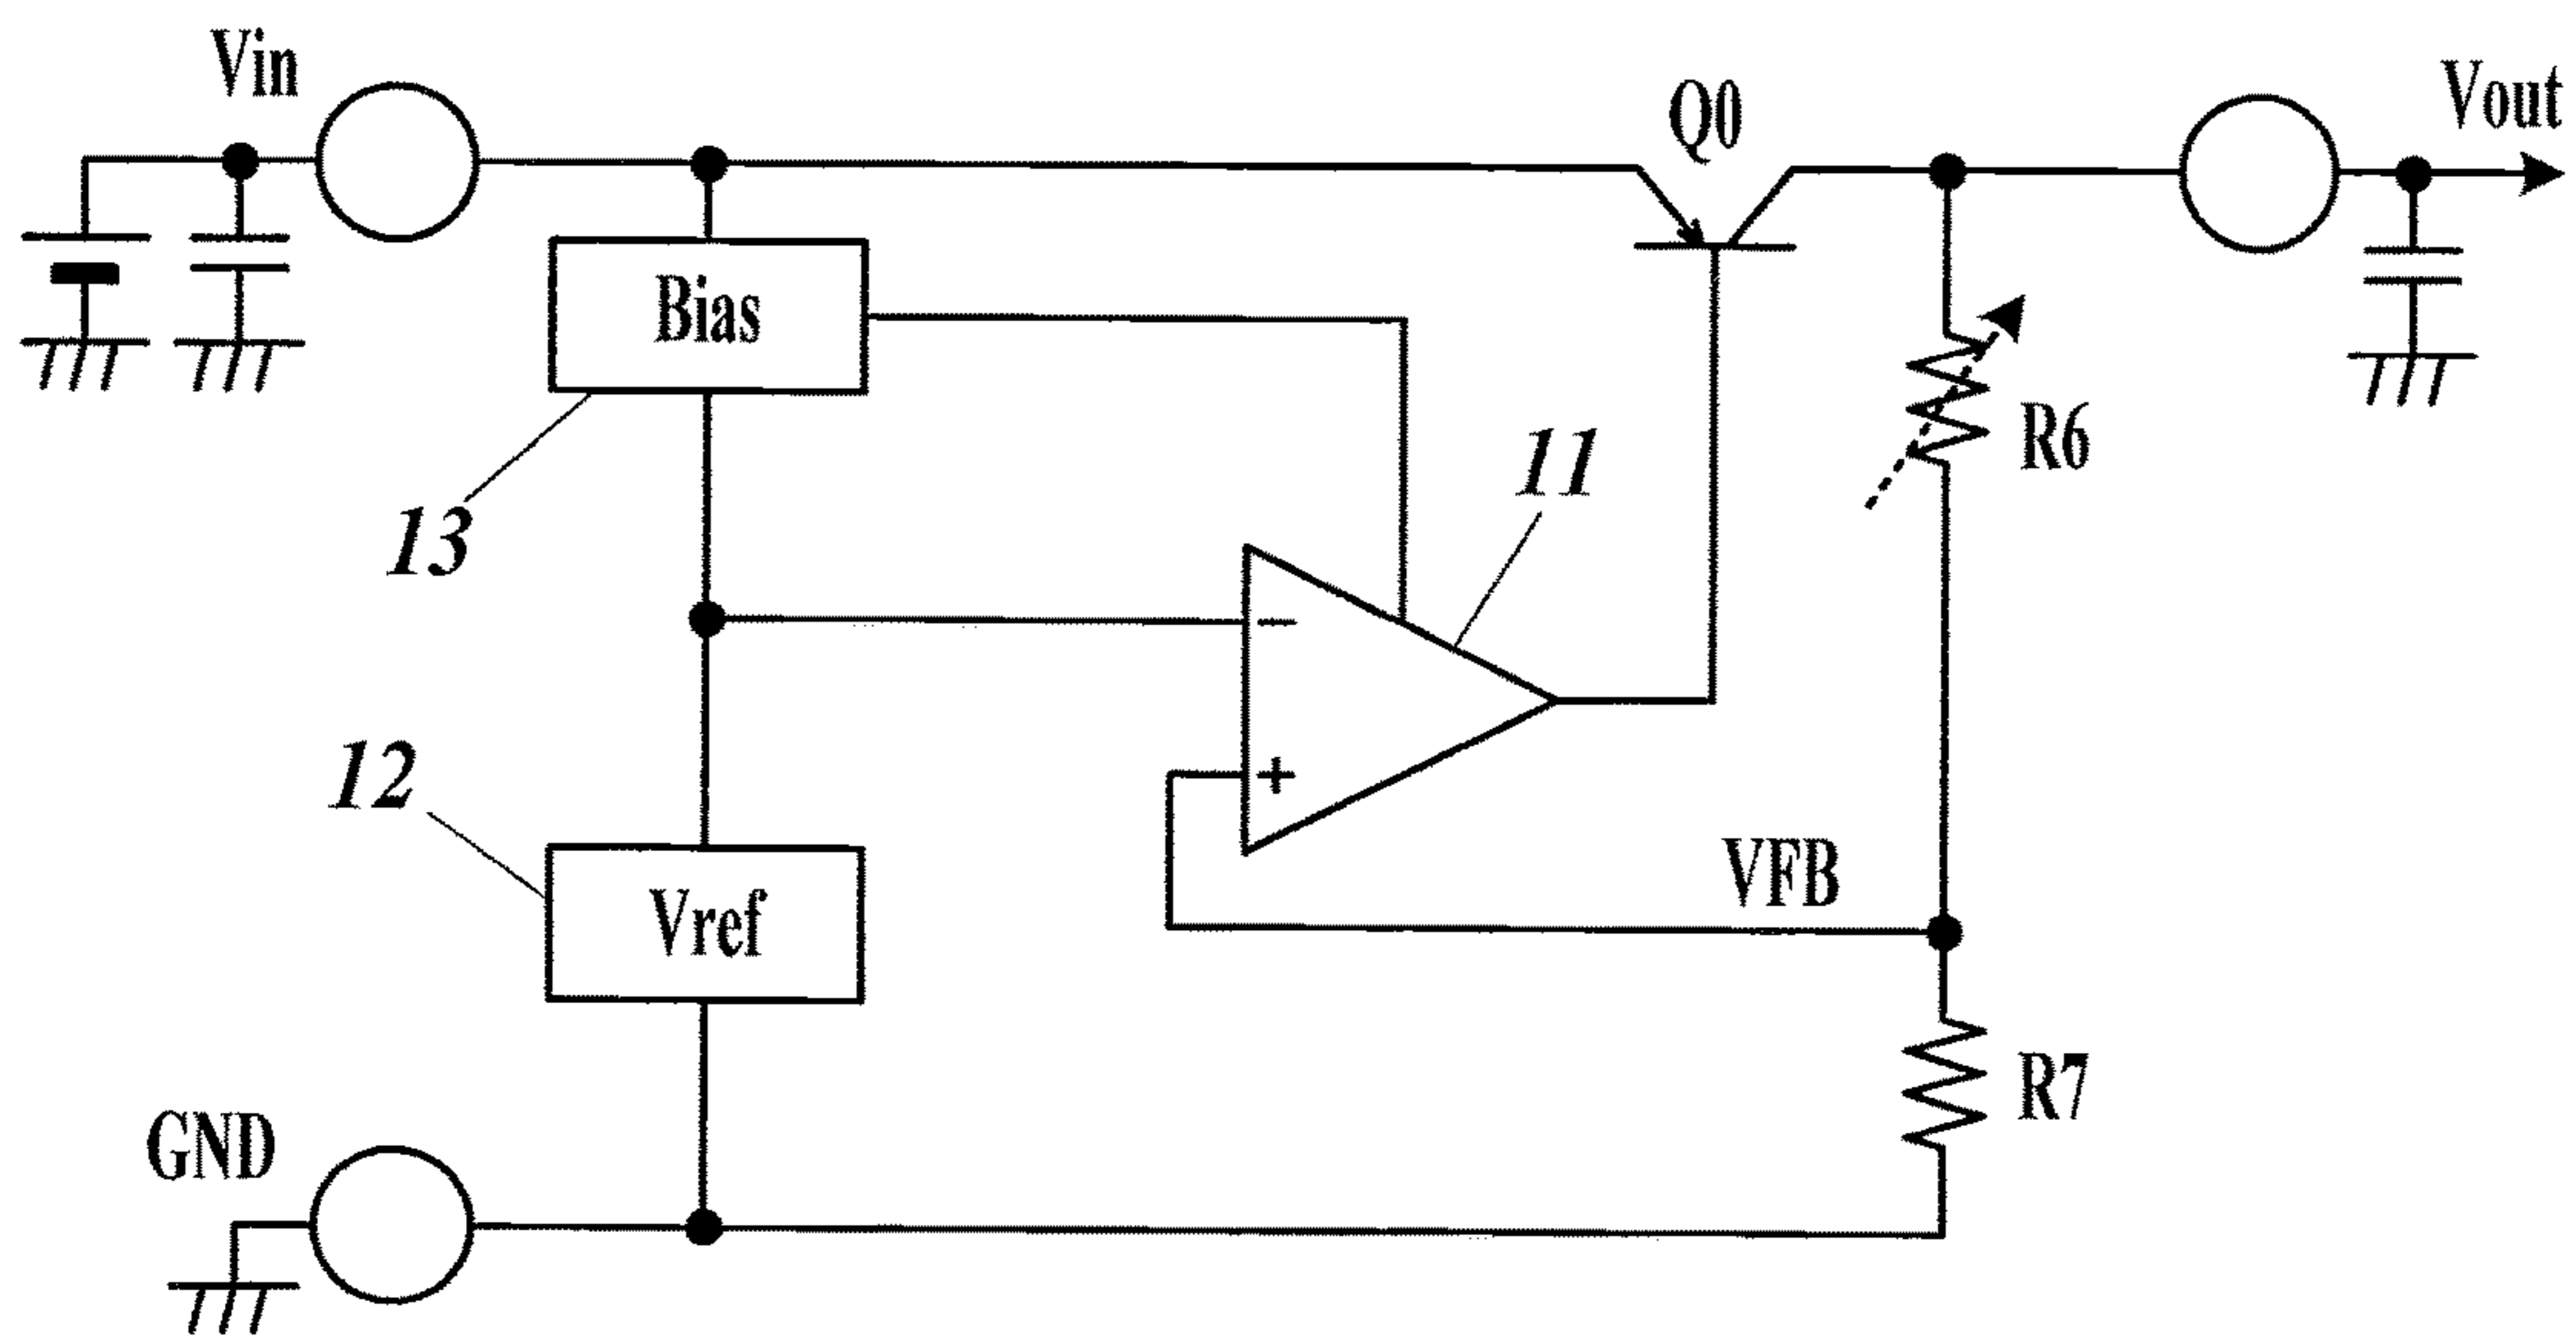 Vin
Q0
Vout
Bias
R6
11
13
−
12
+
VFB
Vref
R7
GND